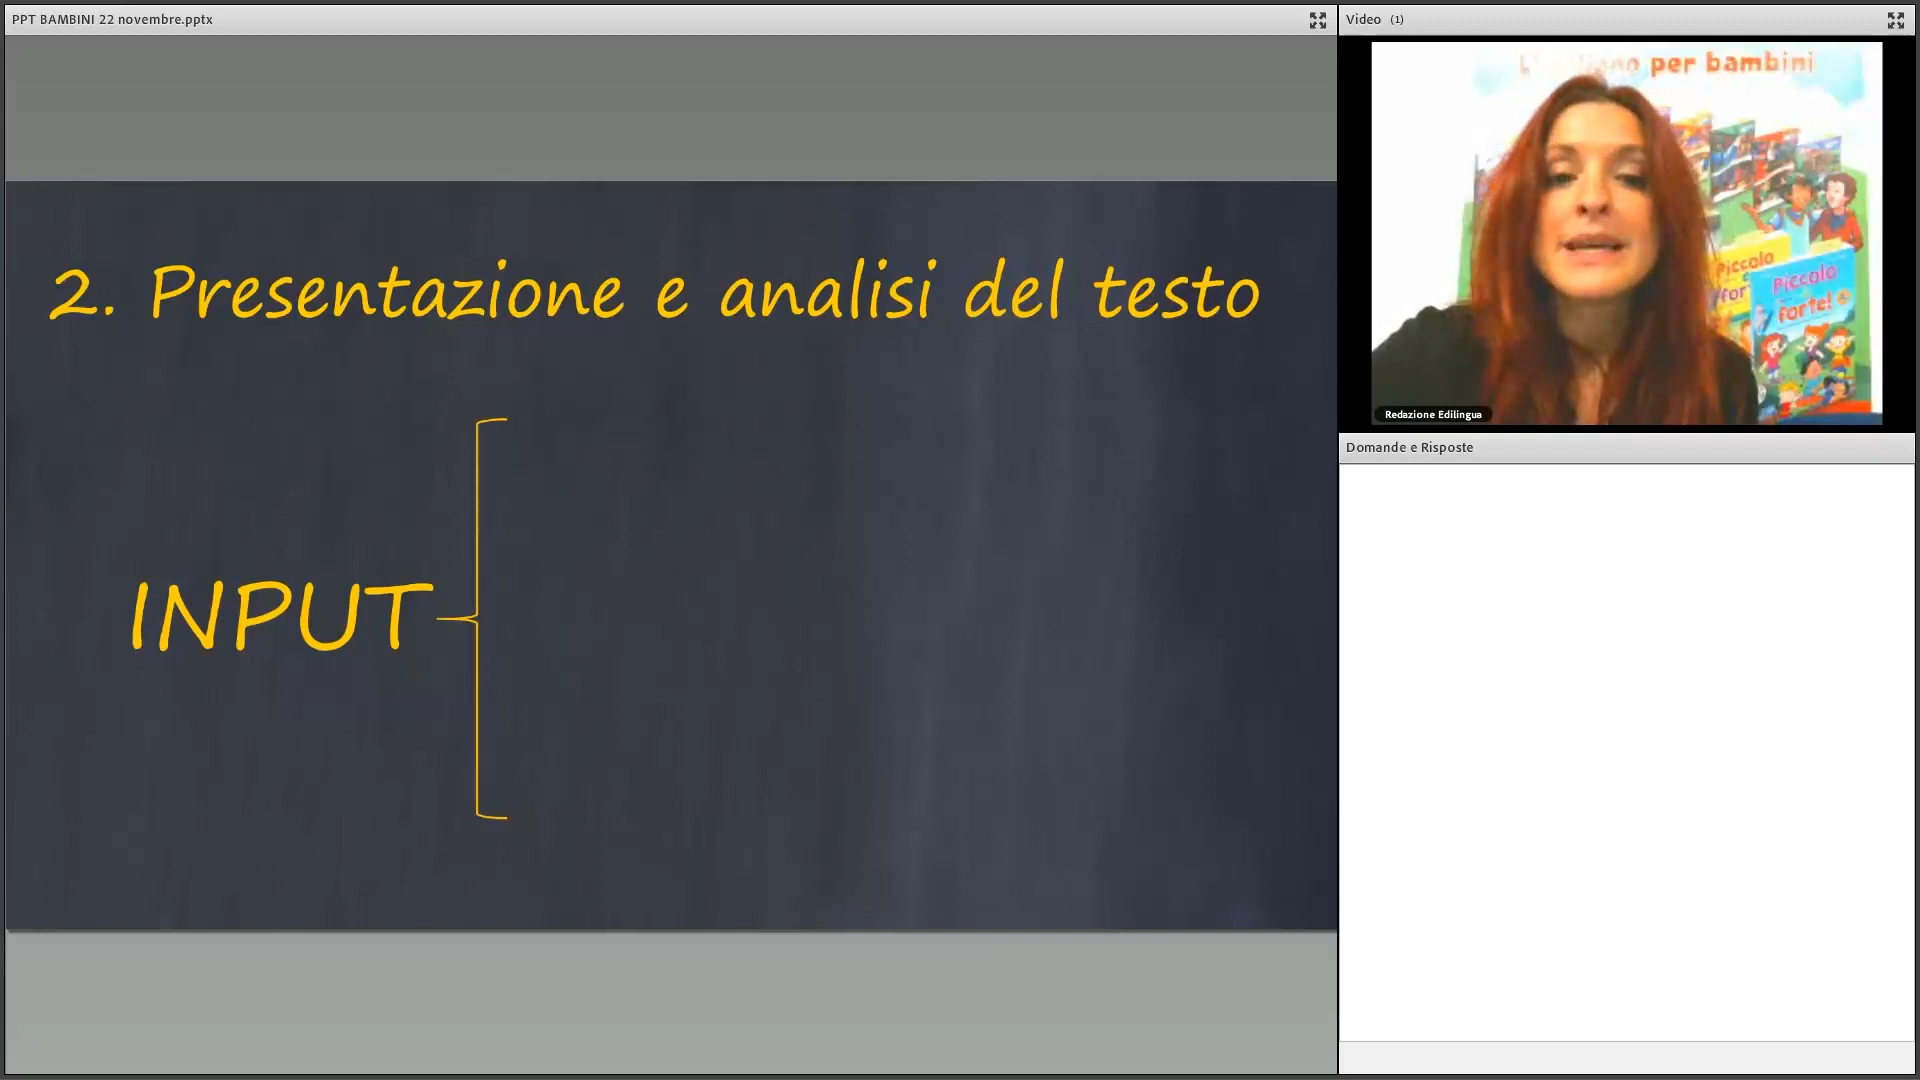 PPT BAMBINI 22 novembre.pptx
2. Presentazione e analisi del testo
INPUT
Video (1)
per bambini
Piccolo
Piccolo
forte!
Redazione Edilingua
Domande e Risposte